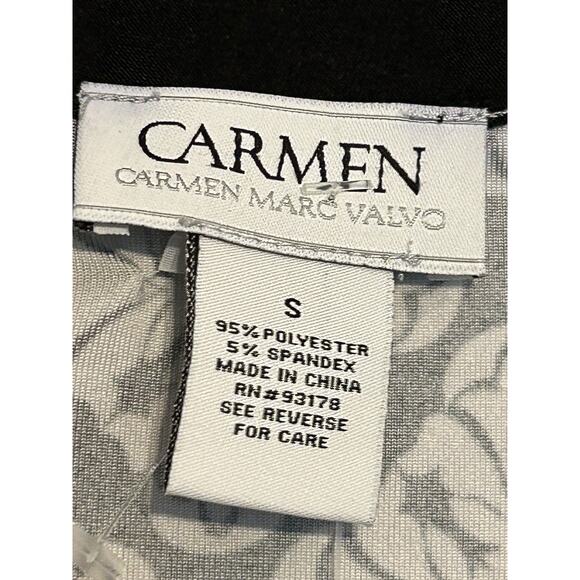 CARMEN
CARMEN MARC VALVO
S
95% POLYESTER
5% SPANDEX
MADE IN CHINA
RN#93178
SEE REVERSE
FOR CARE